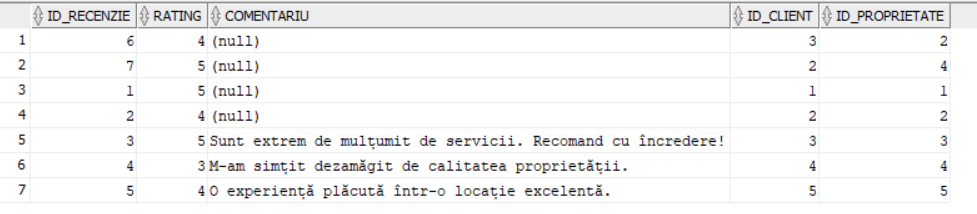 ID_RECENZIE RATING COMENTARIU ID_CLIENT ID_PROPRIETATE
1 6 4 (null) 3 2
2 7 5 (null) 2 4
3 1 5 (null) 1 1
4 2 4 (null) 2 2
5 3 5 Sunt extrem de mulțumit de servicii. Recomand cu încredere! 3 3
6 4 3 M-am simțit dezamăgit de calitatea proprietății. 4 4
7 5 4 O experiență plăcută într-o locație excelentă. 5 5